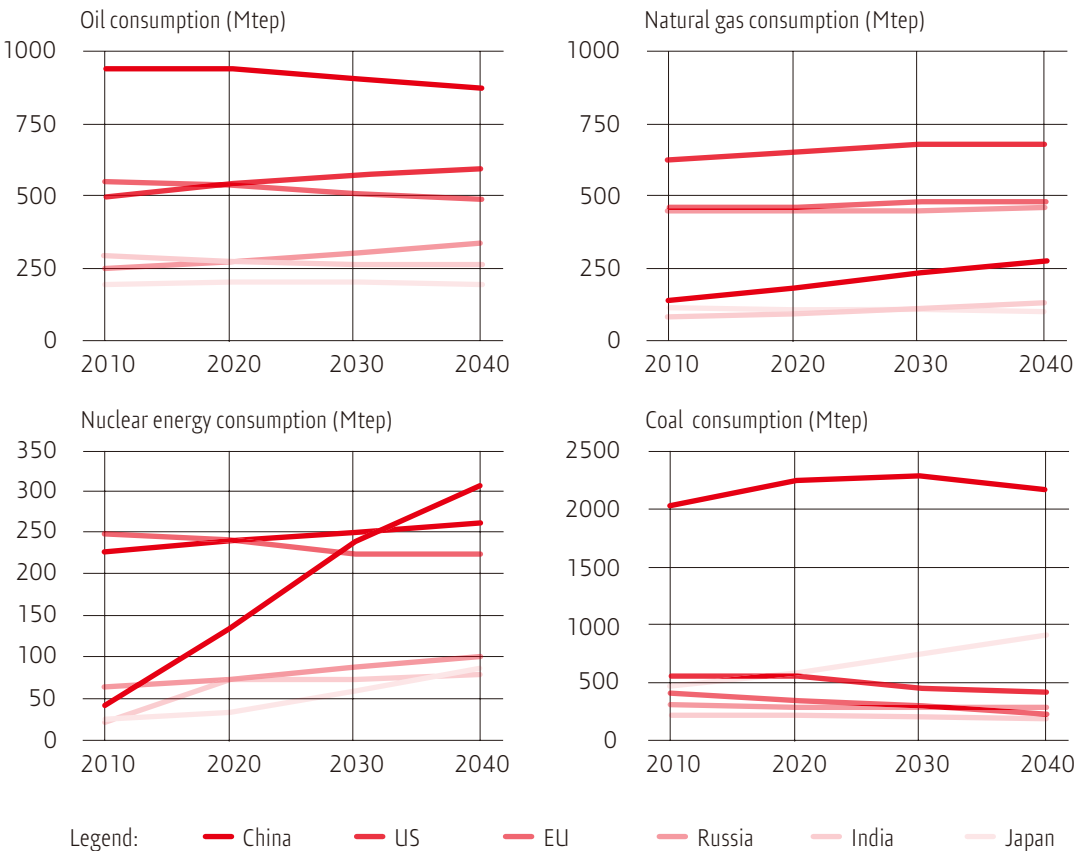 Oil consumption (Mtep)
1000
750
500
250
0
2010 2020 2030 2040
Natural gas consumption (Mtep)
1000
750
500
250
0
2010 2020 2030 2040
Nuclear energy consumption (Mtep)
350
300
250
200
150
100
50
0
2010 2020 2030 2040
Coal consumption (Mtep)
2500
2000
1500
1000
500
0
2010 2020 2030 2040
Legend: China US EU Russia India Japan